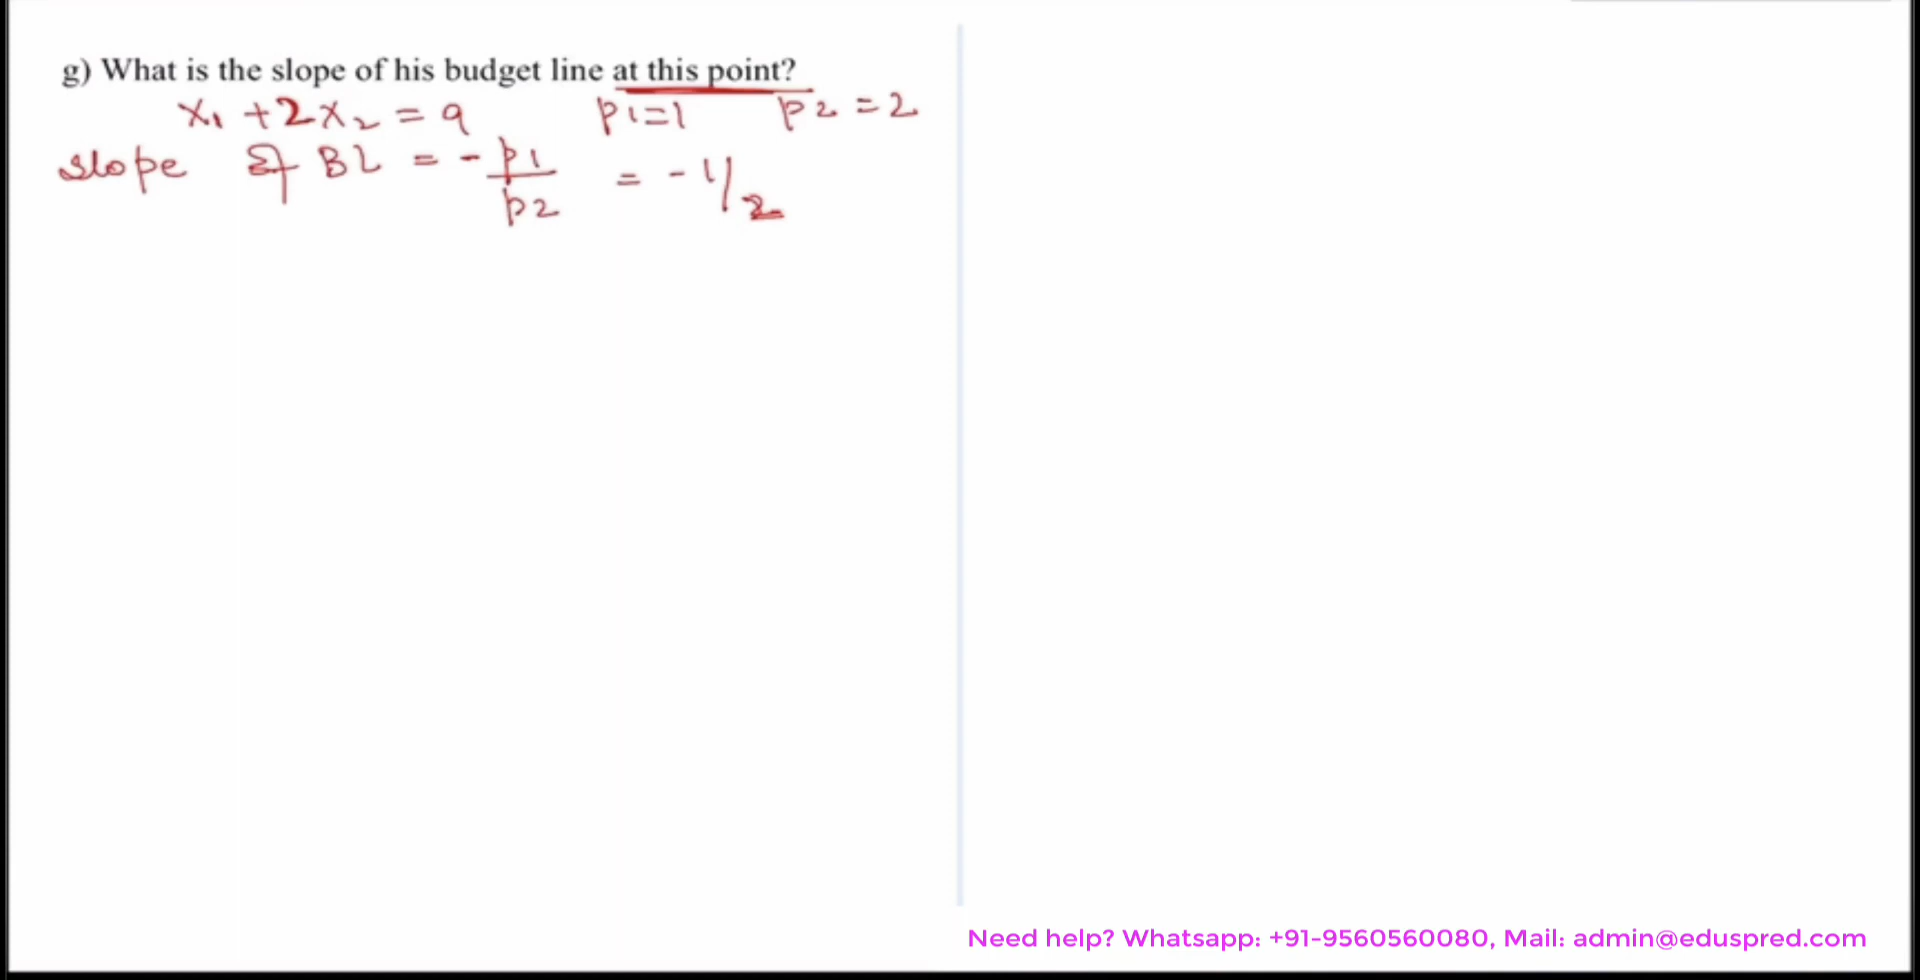 g) What is the slope of his budget line at this point?
x₁ + 2x₂ = 9 p₁=1 p₂ = 2
slope of BL = - p₁/p₂ = - 1/2
Need help? Whatsapp: +91-9560560080, Mail: admin@eduspred.com